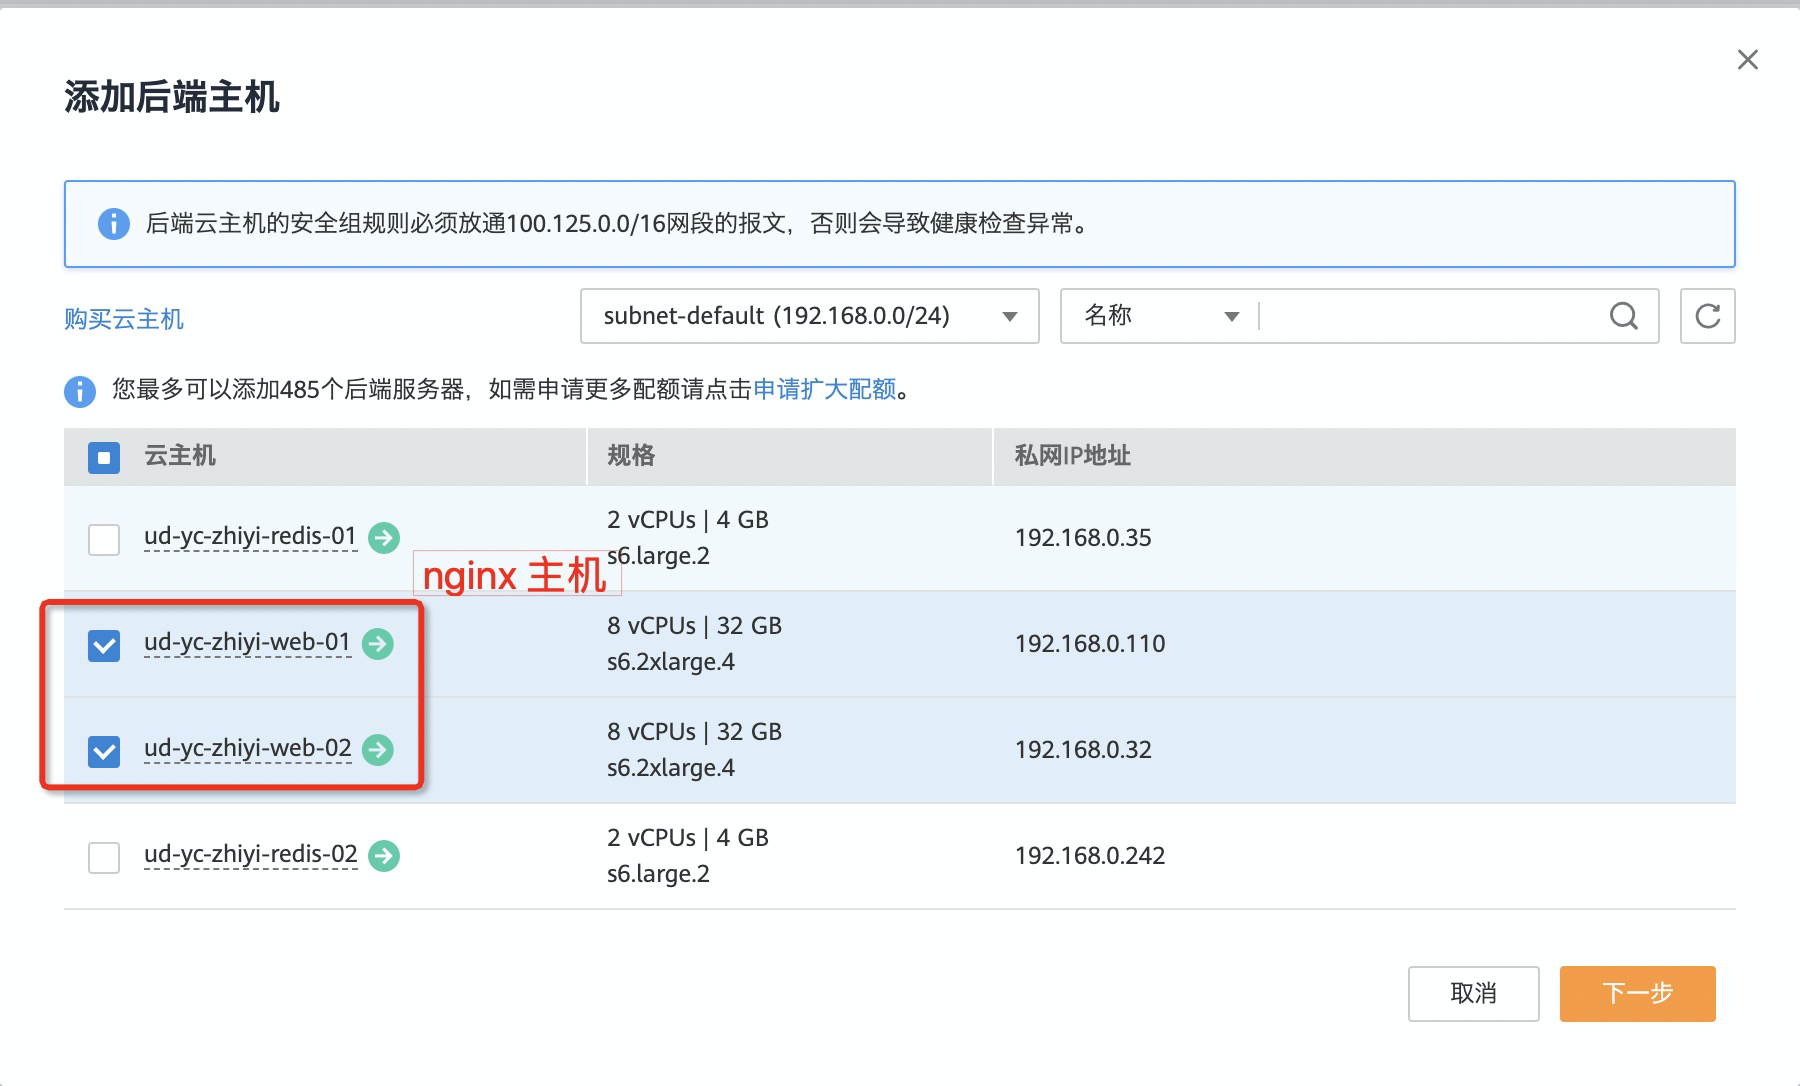 添加后端主机
后端云主机的安全组规则必须放通100.125.0.0/16网段的报文，否则会导致健康检查异常。
购买云主机
subnet-default (192.168.0.0/24)
名称
您最多可以添加485个后端服务器，如需申请更多配额请点击申请扩大配额。
云主机
规格
私网IP地址
ud-yc-zhiyi-redis-01
2 vCPUs | 4 GB
s6.large.2
192.168.0.35
nginx 主机
ud-yc-zhiyi-web-01
8 vCPUs | 32 GB
s6.2xlarge.4
192.168.0.110
ud-yc-zhiyi-web-02
8 vCPUs | 32 GB
s6.2xlarge.4
192.168.0.32
ud-yc-zhiyi-redis-02
2 vCPUs | 4 GB
s6.large.2
192.168.0.242
取消
下一步